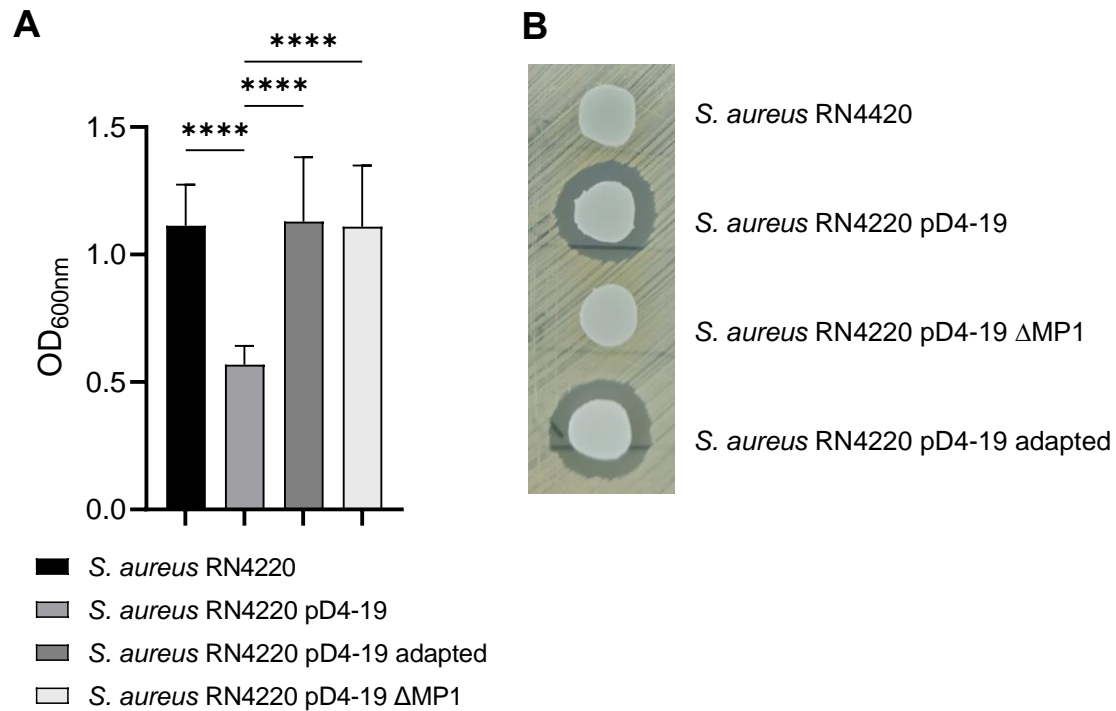 A
B
****
****
****
1.5
1.0
0.5
0.0
OD600nm
S. aureus RN4420
S. aureus RN4220 pD4-19
S. aureus RN4220 pD4-19 ΔMP1
S. aureus RN4220 pD4-19 adapted
S. aureus RN4220
S. aureus RN4220 pD4-19
S. aureus RN4220 pD4-19 adapted
S. aureus RN4220 pD4-19 ΔMP1